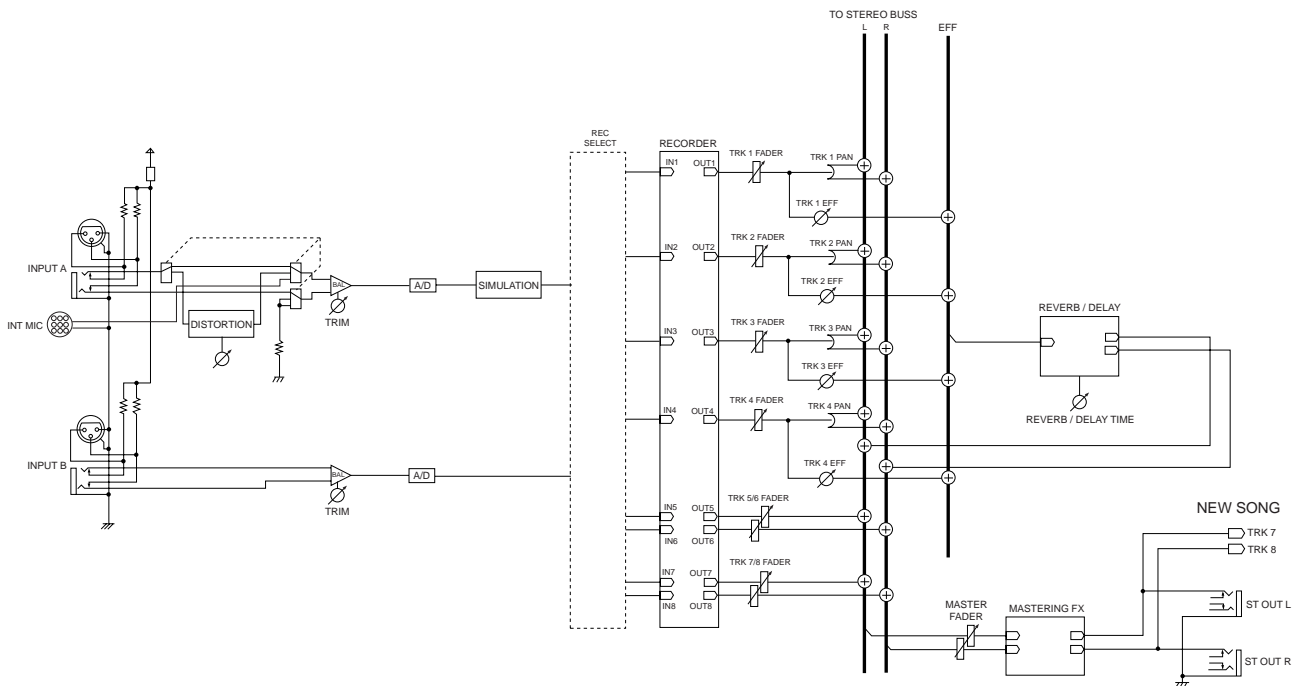 TO STEREO BUSS
L R EFF
REC
SELECT
RECORDER
IN1 OUT1 TRK 1 FADER TRK 1 PAN
TRK 1 EFF
IN2 OUT2 TRK 2 FADER TRK 2 PAN
TRK 2 EFF
IN3 OUT3 TRK 3 FADER TRK 3 PAN
TRK 3 EFF
IN4 OUT4 TRK 4 FADER TRK 4 PAN
TRK 4 EFF
IN5 OUT5 TRK 5/6 FADER
IN6 OUT6
IN7 OUT7 TRK 7/8 FADER
IN8 OUT8
INPUT A
INT MIC
DISTORTION
BAL
TRIM
A/D
SIMULATION
INPUT B
BAL
TRIM
A/D
REVERB / DELAY
REVERB / DELAY TIME
MASTER
FADER
MASTERING FX
NEW SONG
TRK 7
TRK 8
ST OUT L
ST OUT R